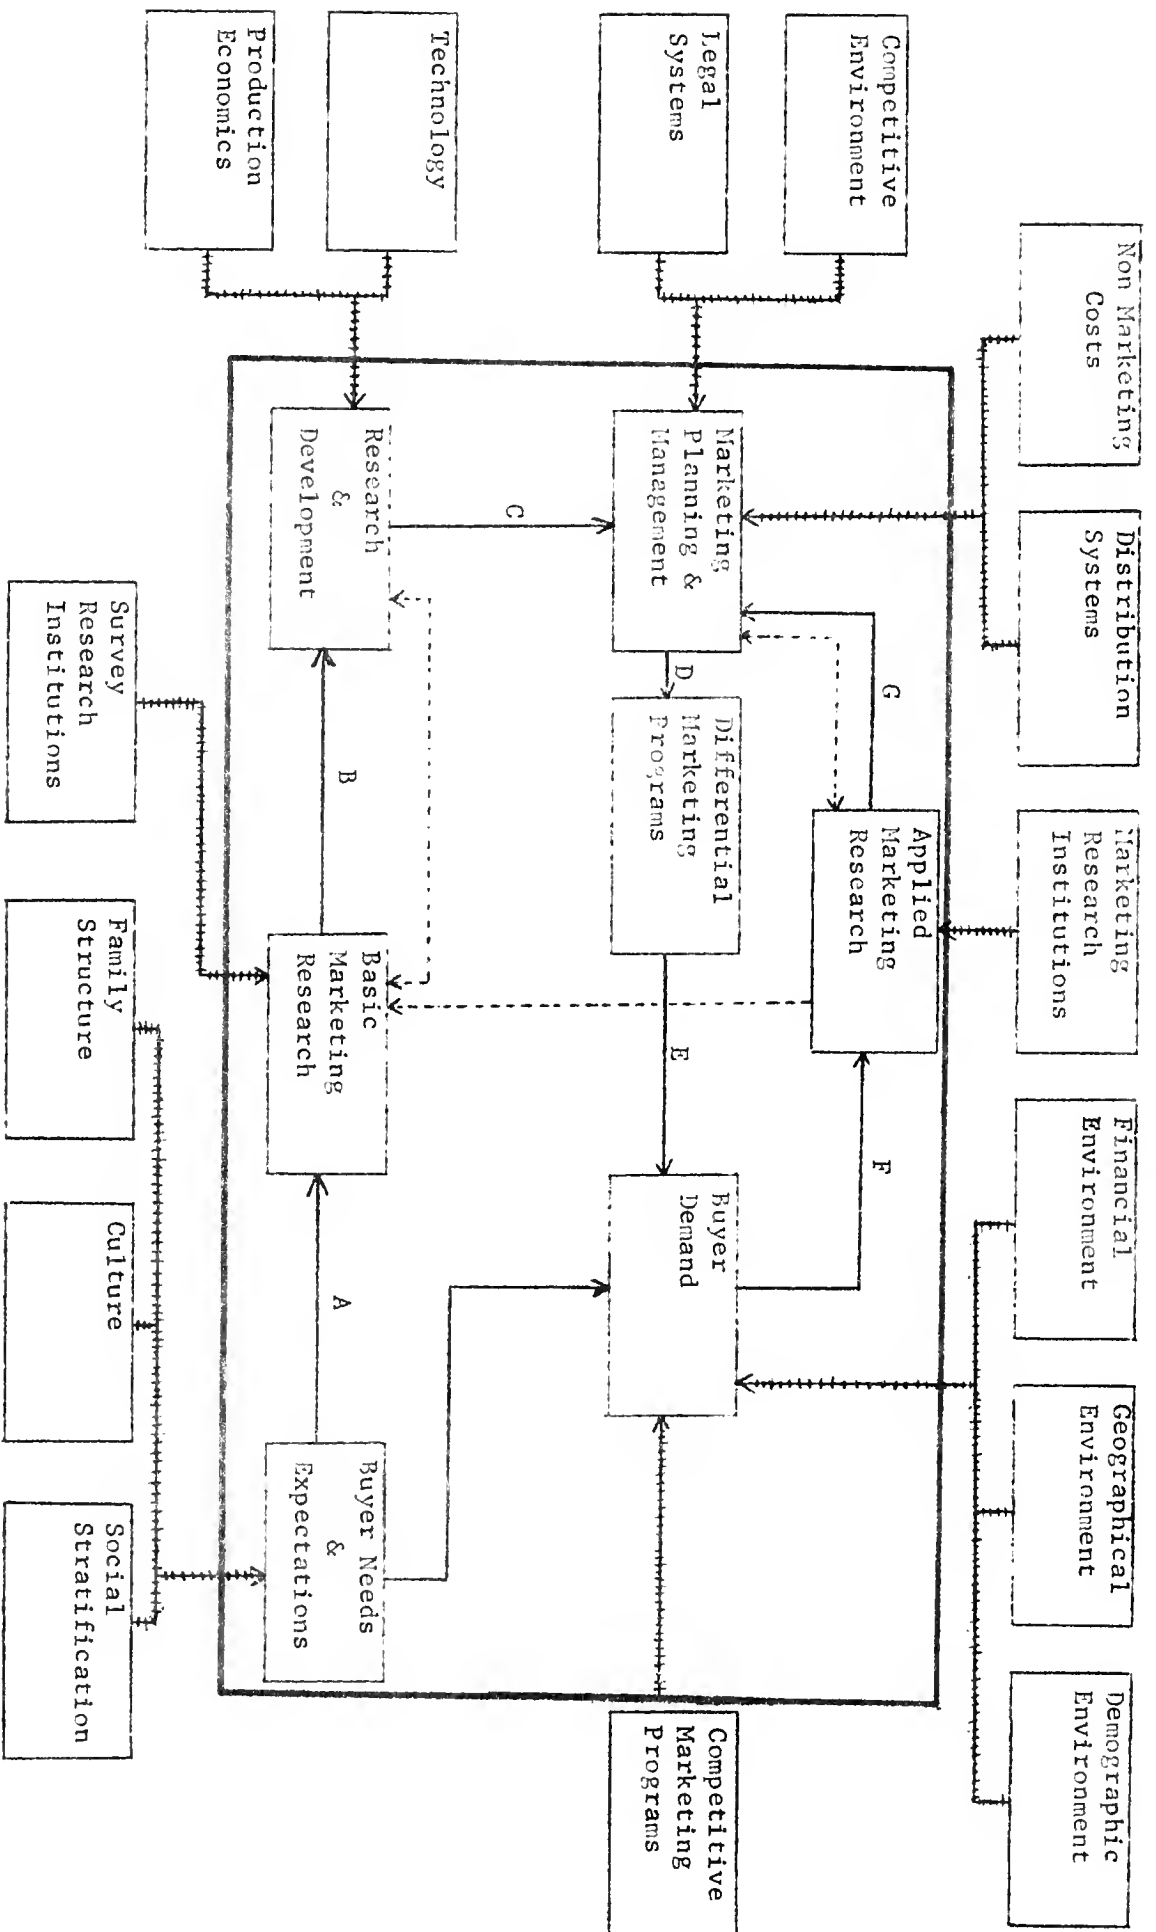 Non Marketing
Costs
Distribution
Systems
Marketing
Research
Institutions
Financial
Environment
Geographical
Environment
Demographic
Environment
Competitive
Environment
Legal
Systems
Technology
Production
Economics
Applied
Marketing
Research
G
F
Marketing
Planning &
Management
D
Differential
Marketing
Programs
E
Buyer
Demand
Competitive
Marketing
Programs
C
Research
&
Development
B
Basic
Marketing
Research
A
Buyer Needs
&
Expectations
Survey
Research
Institutions
Family
Structure
Culture
Social
Stratification